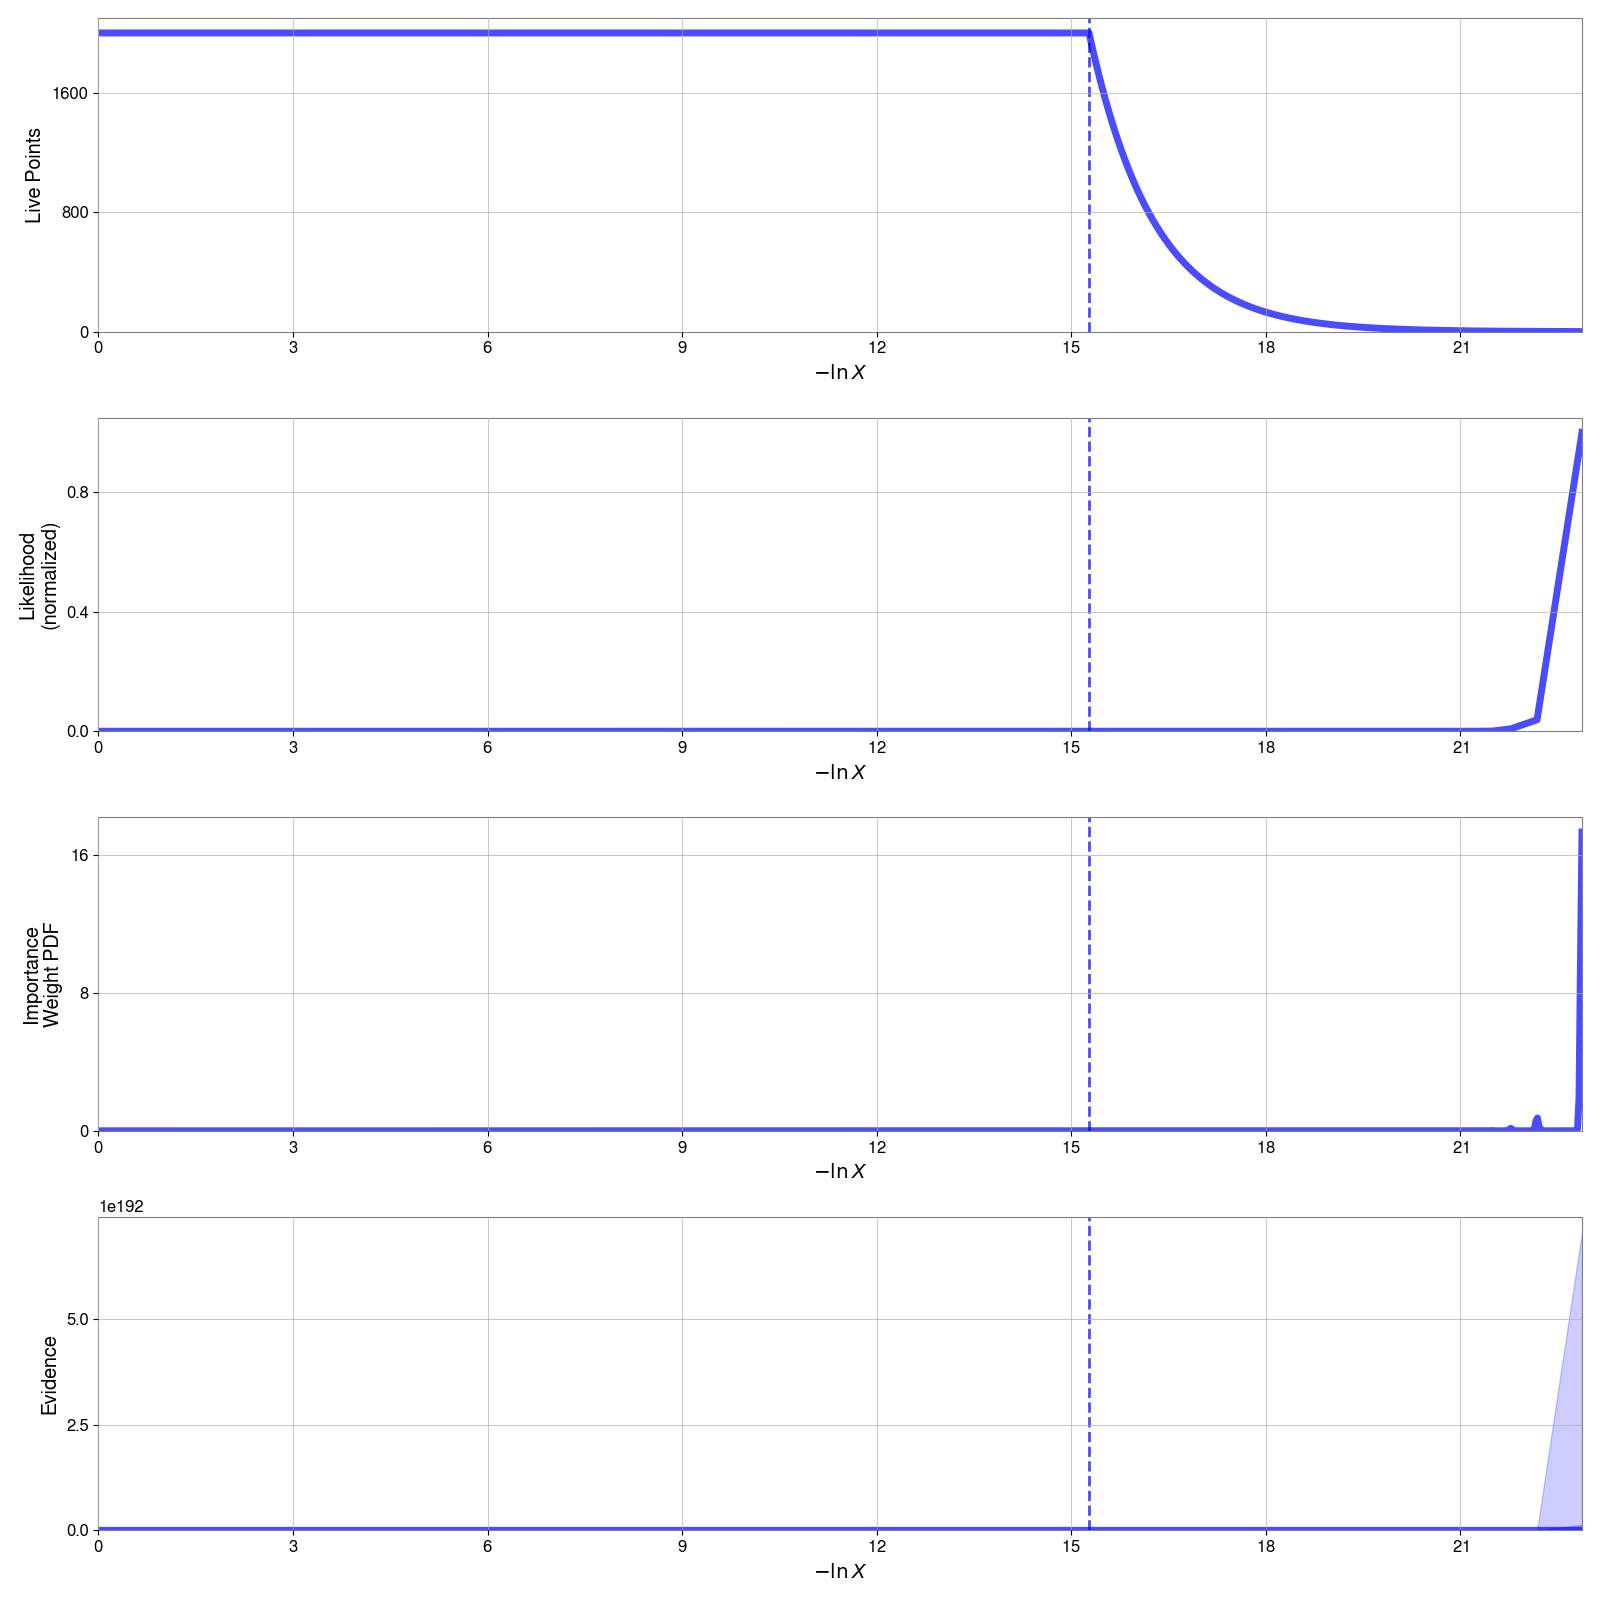 1600
800
0
Live Points
0 3 6 9 12 15 18 21
−ln X
0.8
0.4
0.0
Likelihood
(normalized)
0 3 6 9 12 15 18 21
−ln X
16
8
0
Importance
Weight PDF
0 3 6 9 12 15 18 21
−ln X
1e192
5.0
2.5
0.0
Evidence
0 3 6 9 12 15 18 21
−ln X